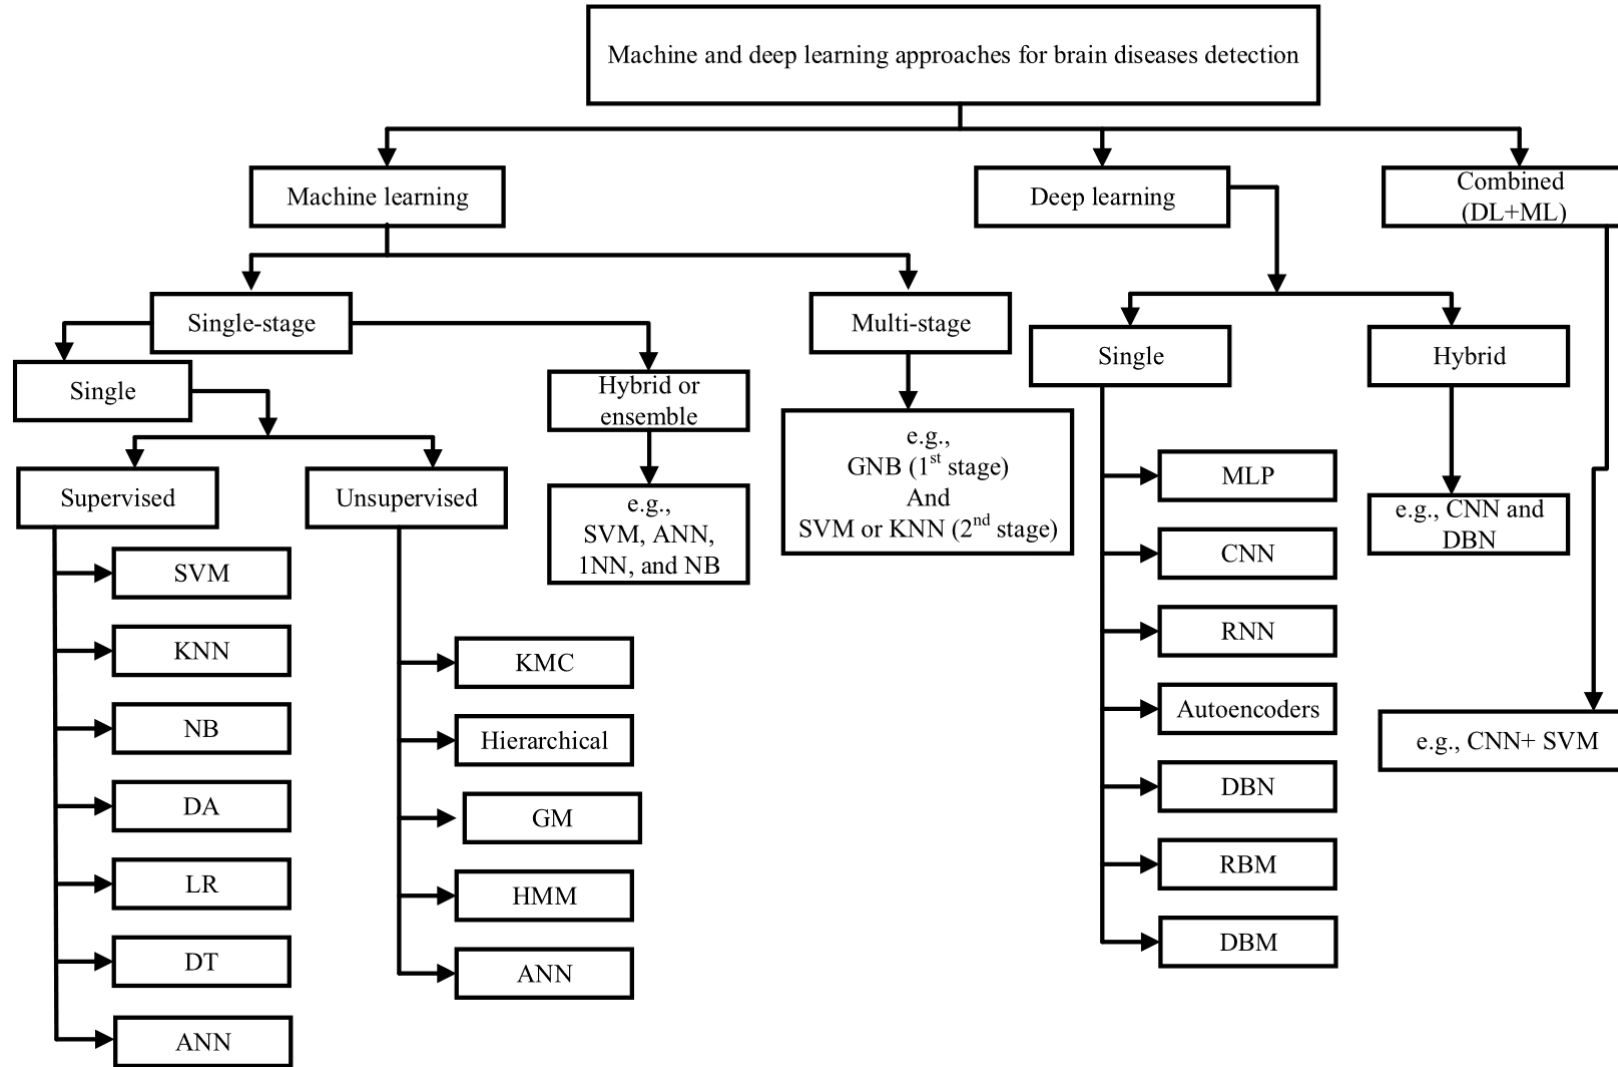 Machine and deep learning approaches for brain diseases detection
Machine learning
Deep learning
Combined
(DL+ML)
Single-stage
Multi-stage
Single
Hybrid or
ensemble
Single
Hybrid
Supervised
Unsupervised
e.g.,
SVM, ANN,
1NN, and NB
e.g.,
GNB (1st stage)
And
SVM or KNN (2nd stage)
SVM
KNN
NB
DA
LR
DT
ANN
KMC
Hierarchical
GM
HMM
ANN
MLP
CNN
RNN
Autoencoders
DBN
RBM
DBM
e.g., CNN and
DBN
e.g., CNN+ SVM